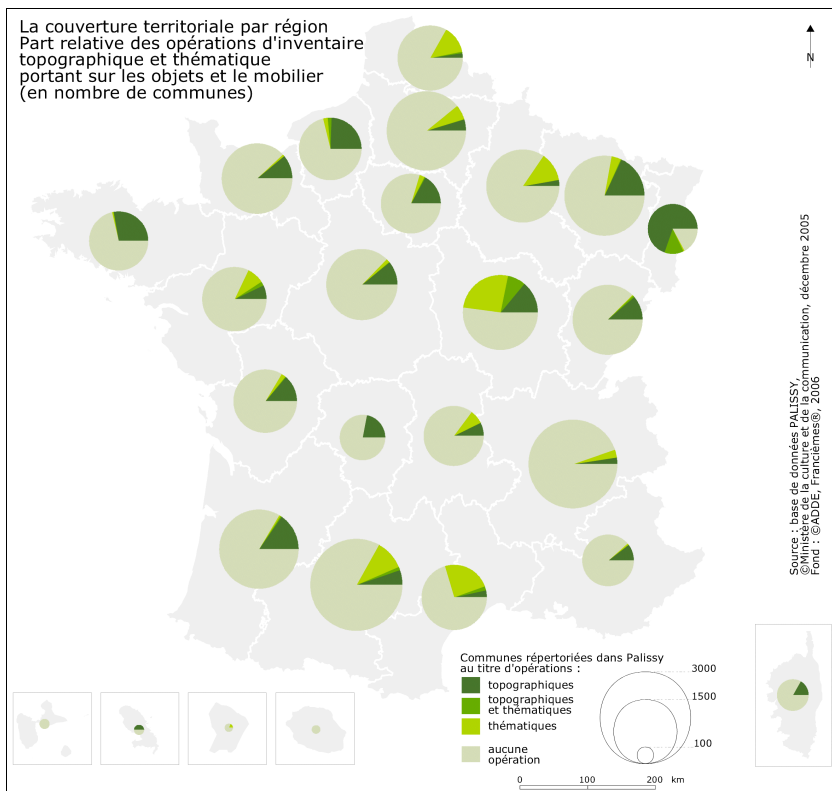 La couverture territoriale par région
Part relative des opérations d'inventaire
topographique et thématique
portant sur les objets et le mobilier
(en nombre de communes)
N
Source : base de données PALISSY,
©Ministère de la culture et de la communication, décembre 2005
Fond : ©ADDE, Francièmes®, 2006
Communes répertoriées dans Palissy
au titre d'opérations :
topographiques
topographiques
et thématiques
thématiques
aucune
opération
3000
1500
100
0 100 200 km